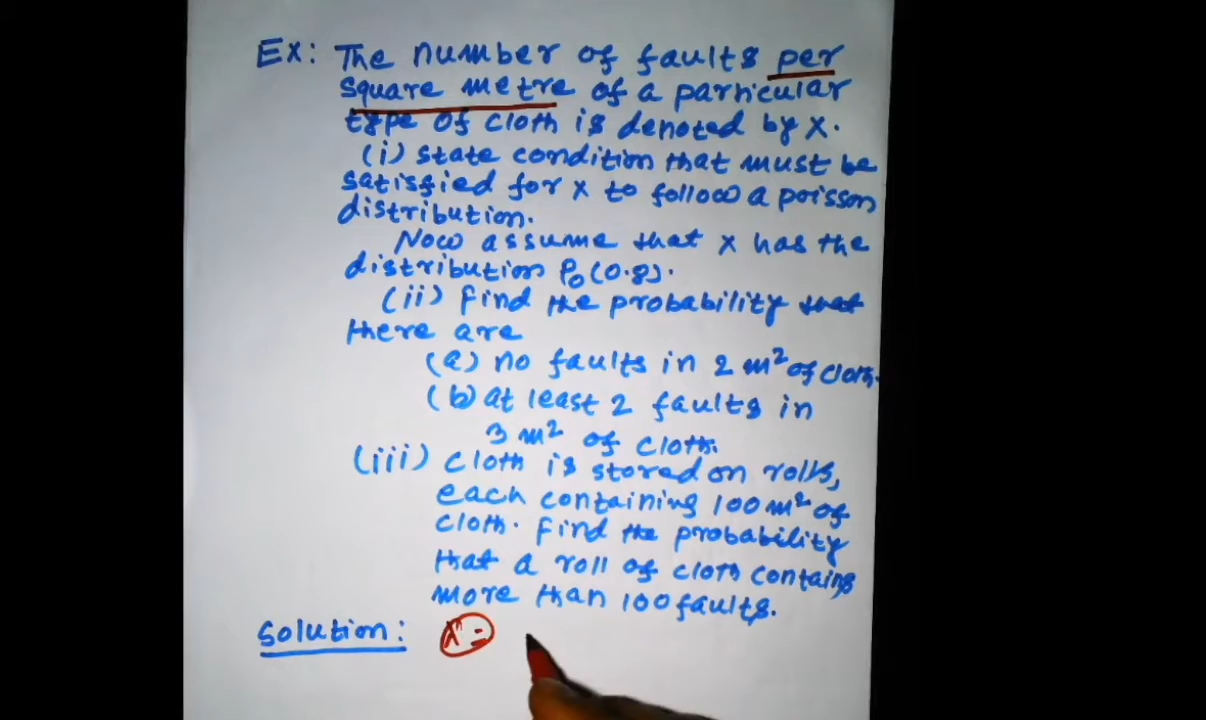 Ex: The number of faults per
square metre of a particular
type of cloth is denoted by X.
(i) state condition that must be
satisfied for X to follow a poisson
distribution.
Now assume that X has the
distribution Po(0.8).
(ii) Find the probability that
there are
(a) no faults in 2 m² of cloth.
(b) at least 2 faults in
3 m² of cloth.
(iii) cloth is stored on rolls,
each containing 100 m² of
cloth. Find the probability
that a roll of cloth contains
more than 100 faults.
Solution: